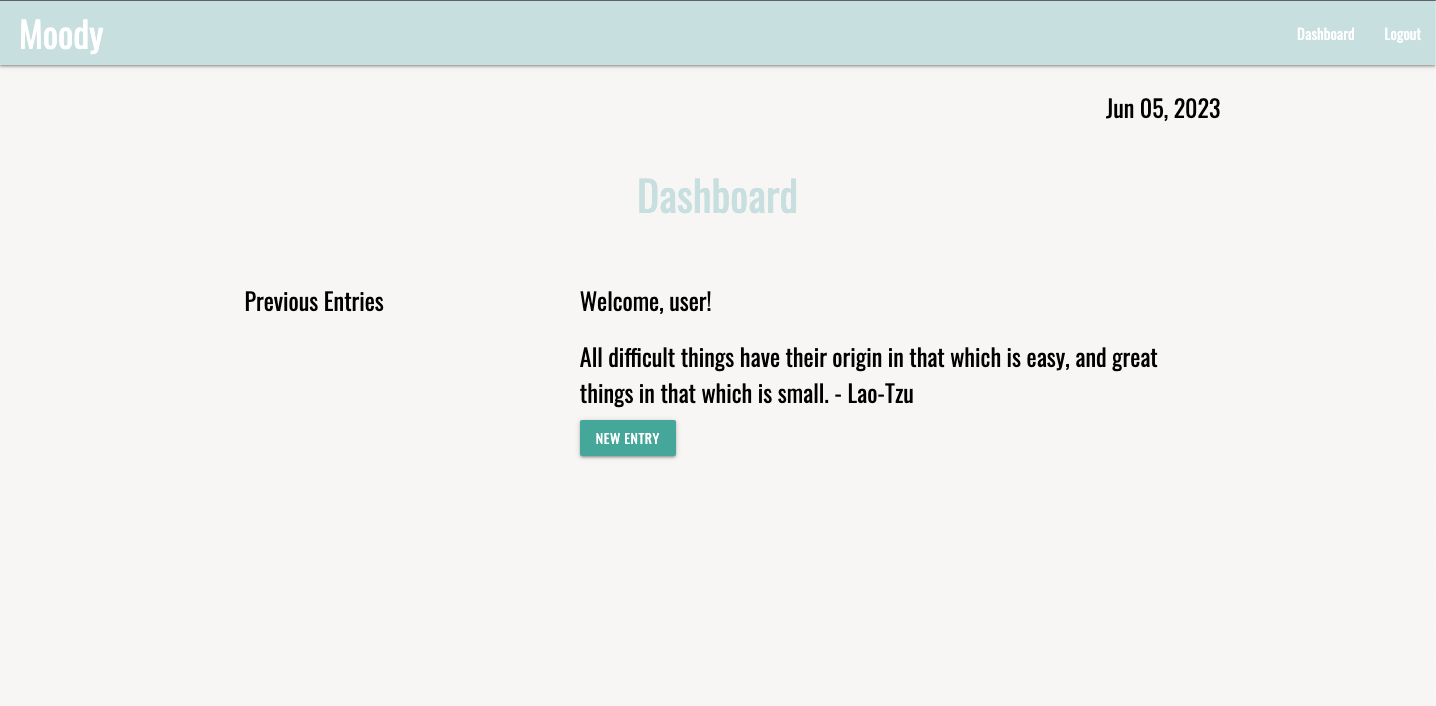 Moody
Dashboard
Logout
Jun 05, 2023
Dashboard
Previous Entries
Welcome, user!
All difficult things have their origin in that which is easy, and great
things in that which is small. - Lao-Tzu
NEW ENTRY